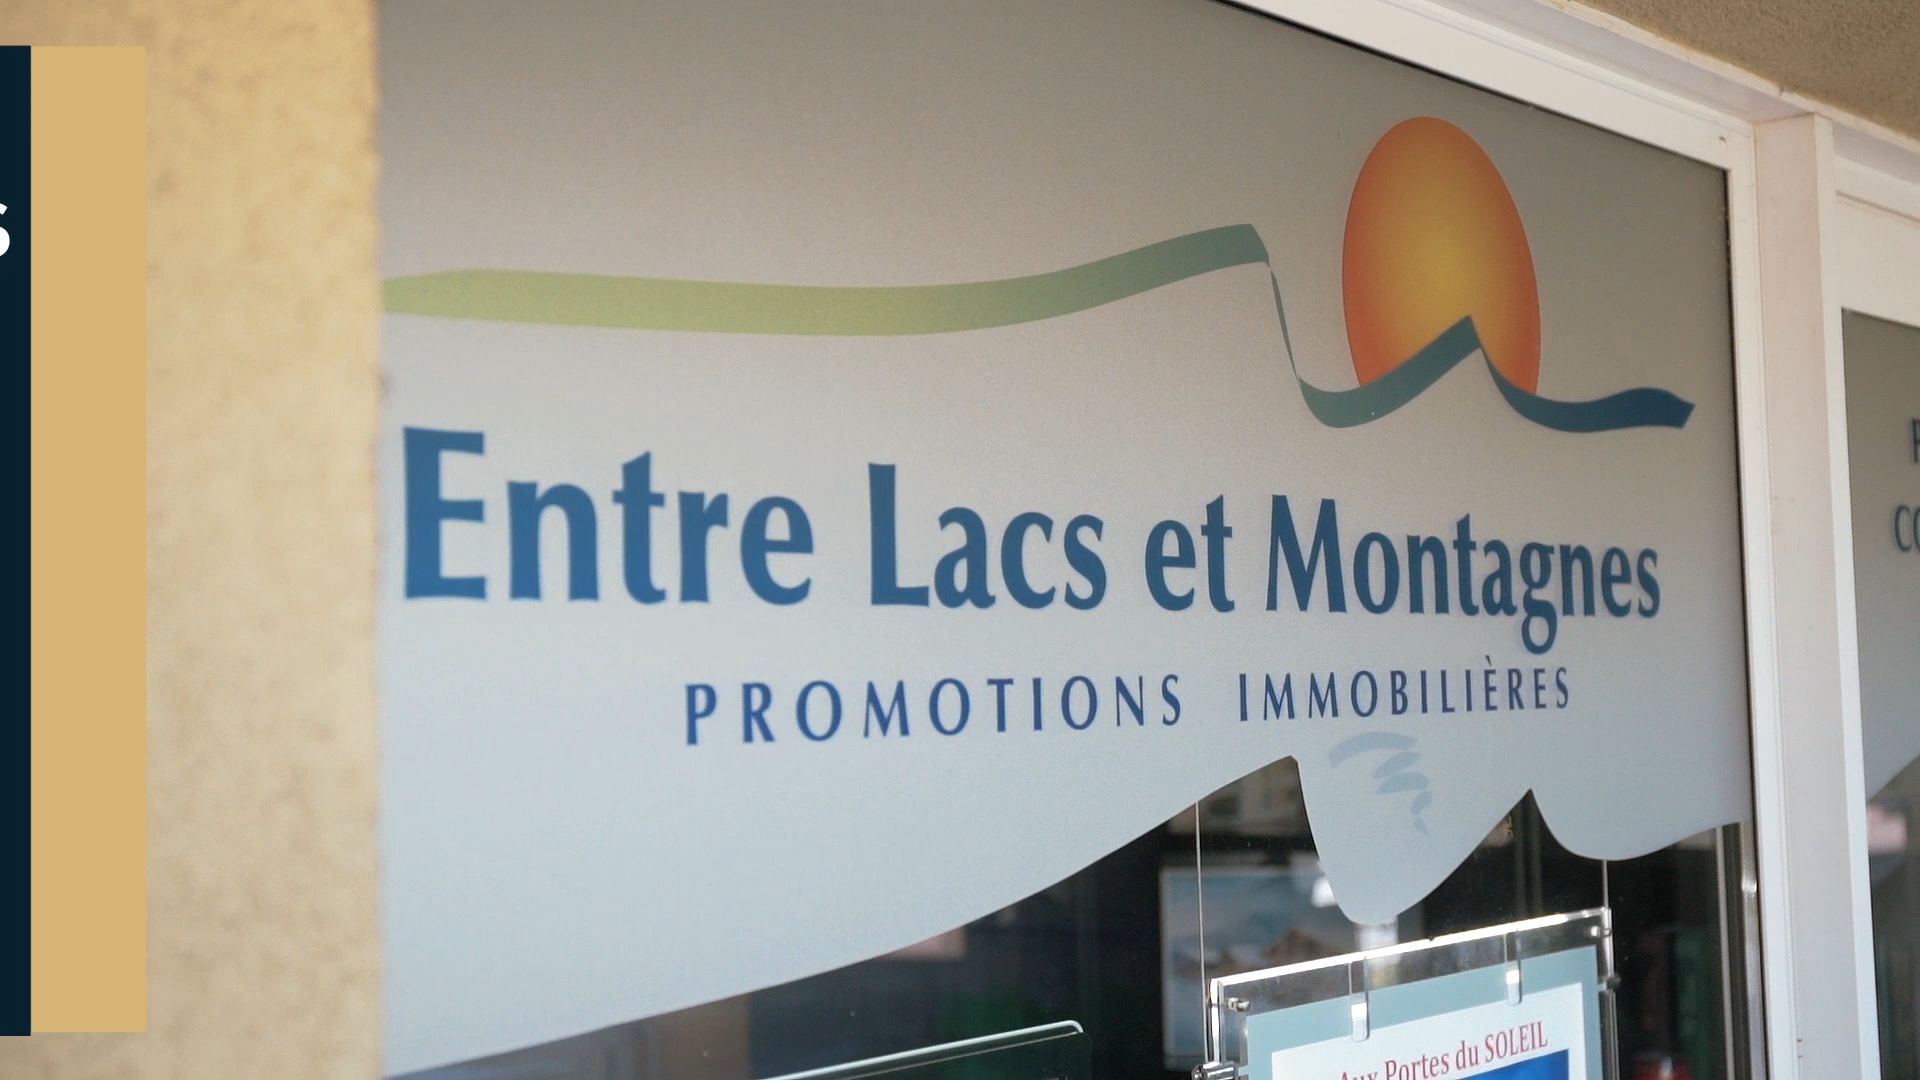 Entre Lacs et Montagnes
PROMOTIONS IMMOBILIÈRES
Aux Portes du SOLEIL